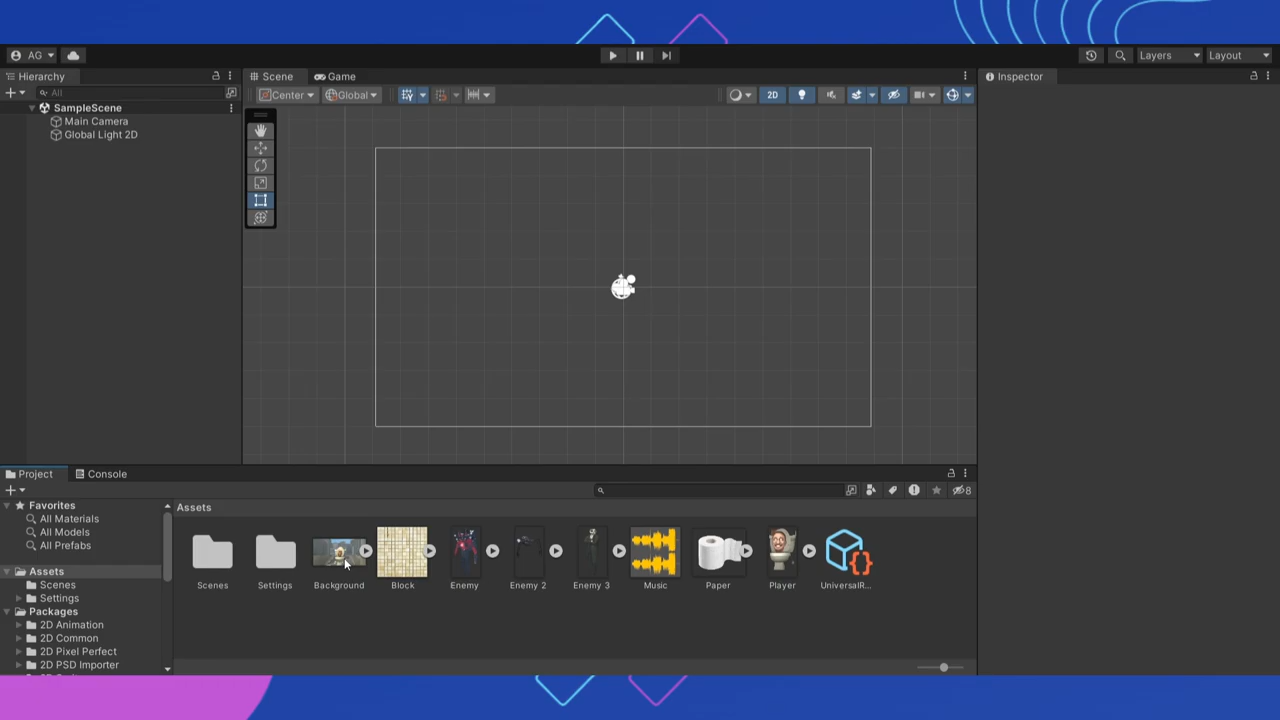 AG
Layers
Layout
Hierarchy
Scene
Game
Inspector
All
Center
Global
2D
SampleScene
Main Camera
Global Light 2D
Project
Console
8
Favorites
All Materials
All Models
All Prefabs
Assets
Scenes
Settings
Packages
2D Animation
2D Common
2D Pixel Perfect
2D PSD Importer
Assets
Scenes
Settings
Background
Block
Enemy
Enemy 2
Enemy 3
Music
Paper
Player
UniversalR...